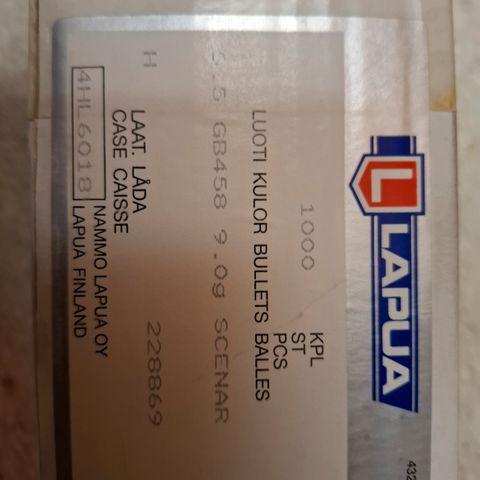 L LAPUA
432
KPL
1000 ST
PCS
LUOTI KULOR BULLETS BALLES
6.5 GB458 9.0g SCENAR
H 228869
LAAT. LÅDA
CASE CAISSE
4HL6018 NAMMO LAPUA OY
LAPUA FINLAND